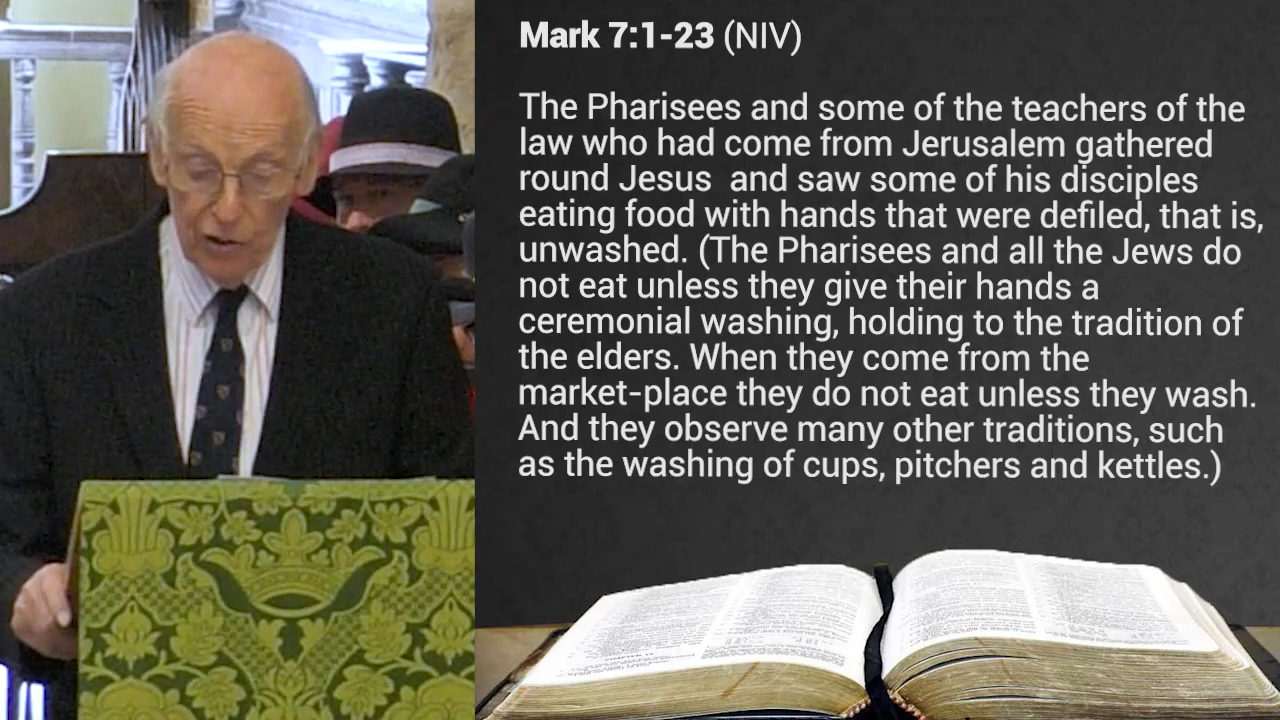 Mark 7:1-23 (NIV)
The Pharisees and some of the teachers of the
law who had come from Jerusalem gathered
round Jesus  and saw some of his disciples
eating food with hands that were defiled, that is,
unwashed. (The Pharisees and all the Jews do
not eat unless they give their hands a
ceremonial washing, holding to the tradition of
the elders. When they come from the
market-place they do not eat unless they wash.
And they observe many other traditions, such
as the washing of cups, pitchers and kettles.)